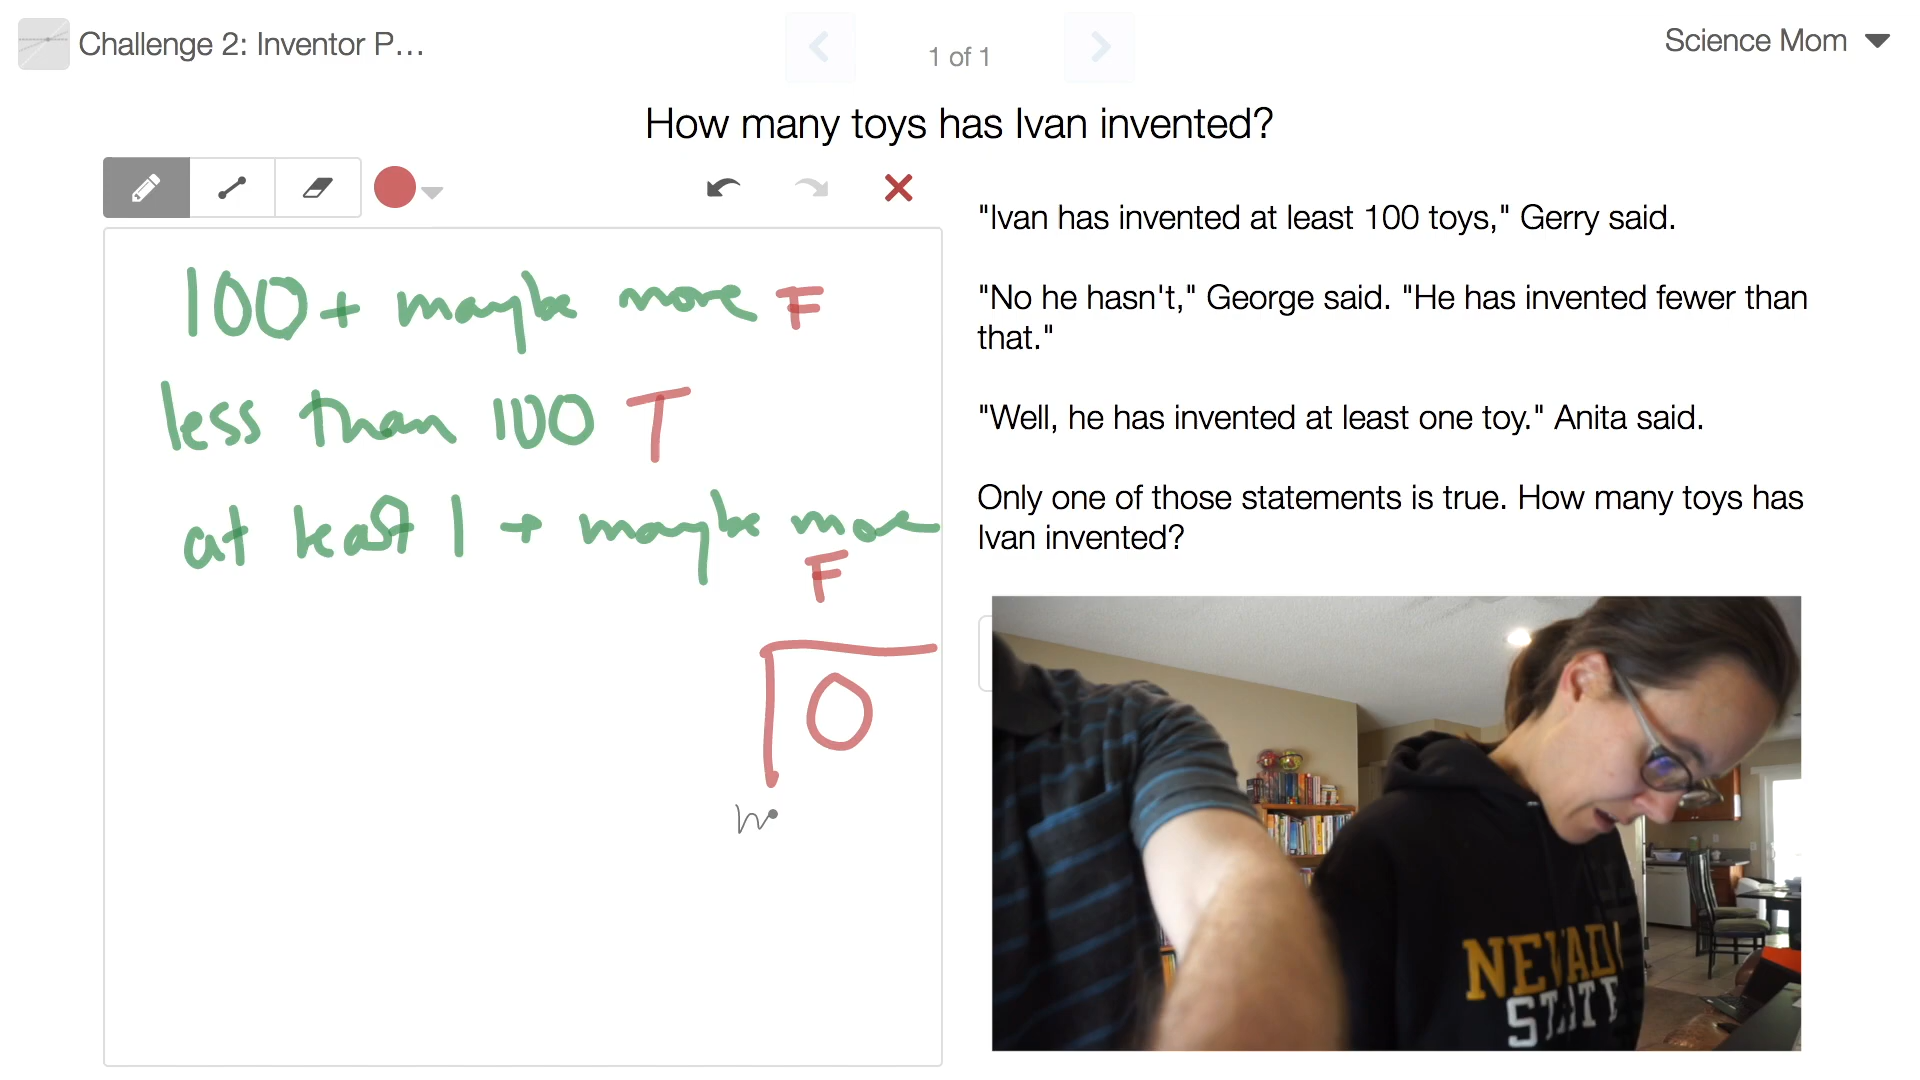 Challenge 2: Inventor P...
1 of 1
Science Mom
How many toys has Ivan invented?
100+ maybe more F
less than 100 T
at least 1 + maybe more
F
0
"Ivan has invented at least 100 toys," Gerry said.
"No he hasn't," George said. "He has invented fewer than
that."
"Well, he has invented at least one toy." Anita said.
Only one of those statements is true. How many toys has
Ivan invented?
NEVADA
STATE